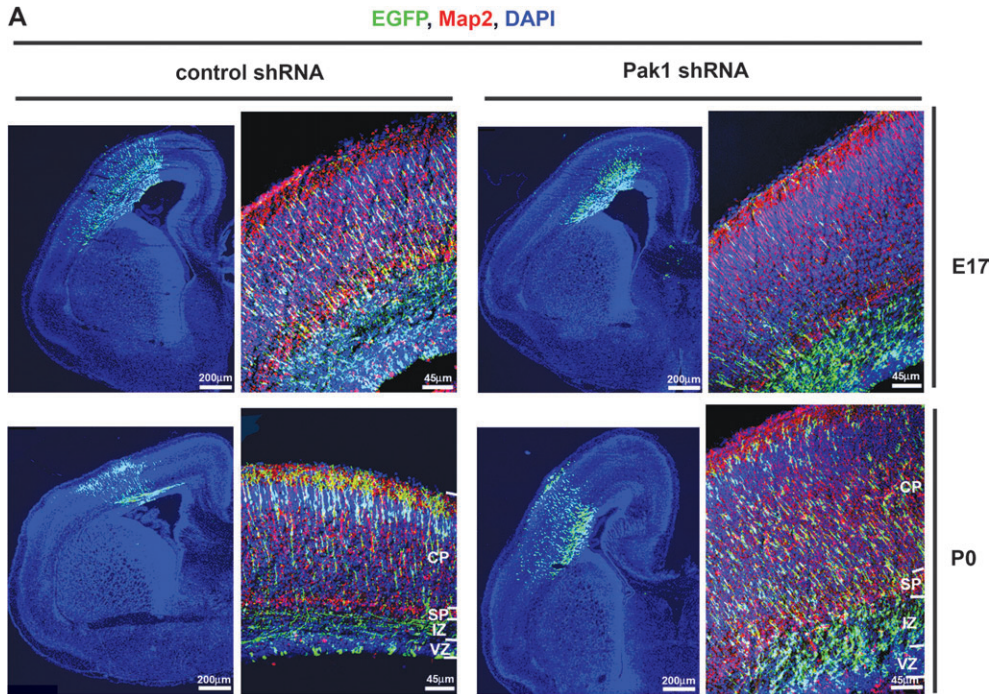 A
EGFP, Map2, DAPI
control shRNA
Pak1 shRNA
200μm
45μm
200μm
45μm
E17
200μm
CP
SP
IZ
VZ
45μm
200μm
CP
SP
IZ
VZ
45μm
P0